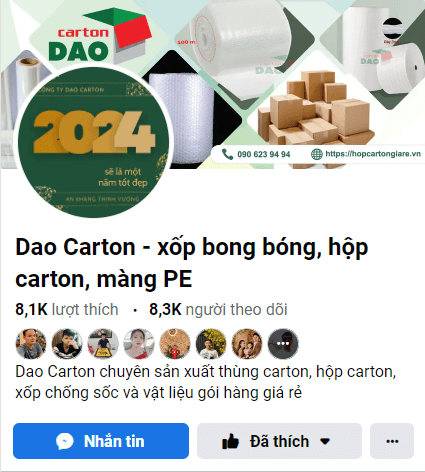 carton
DAO
100 m
carton
DAO
CÔNG TY DAO CARTON
2024
sẽ là một
năm tốt đẹp
AN KHANG THỊNH VƯỢNG
090 623 94 94
https://hopcartongiare.vn
Dao Carton - xốp bong bóng, hộp
carton, màng PE
8,1K lượt thích • 8,3K người theo dõi
Dao Carton chuyên sản xuất thùng carton, hộp carton,
xốp chống sốc và vật liệu gói hàng giá rẻ
Nhắn tin
Đã thích